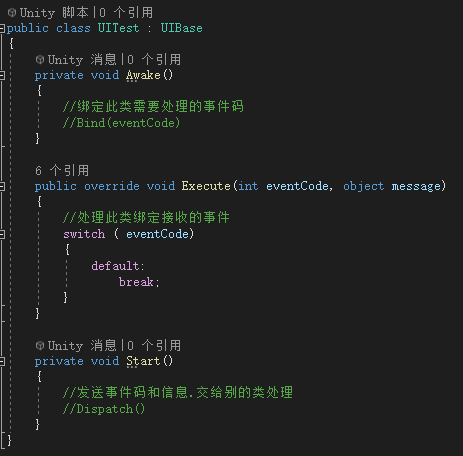 Unity 脚本|0 个引用
public class UITest : UIBase
{
Unity 消息|0 个引用
private void Awake()
{
//绑定此类需要处理的事件码
//Bind(eventCode)
}
6 个引用
public override void Execute(int eventCode, object message)
{
//处理此类绑定接收的事件
switch ( eventCode)
{
default:
break;
}
}
Unity 消息|0 个引用
private void Start()
{
//发送事件码和信息.交给别的类处理
//Dispatch()
}
}